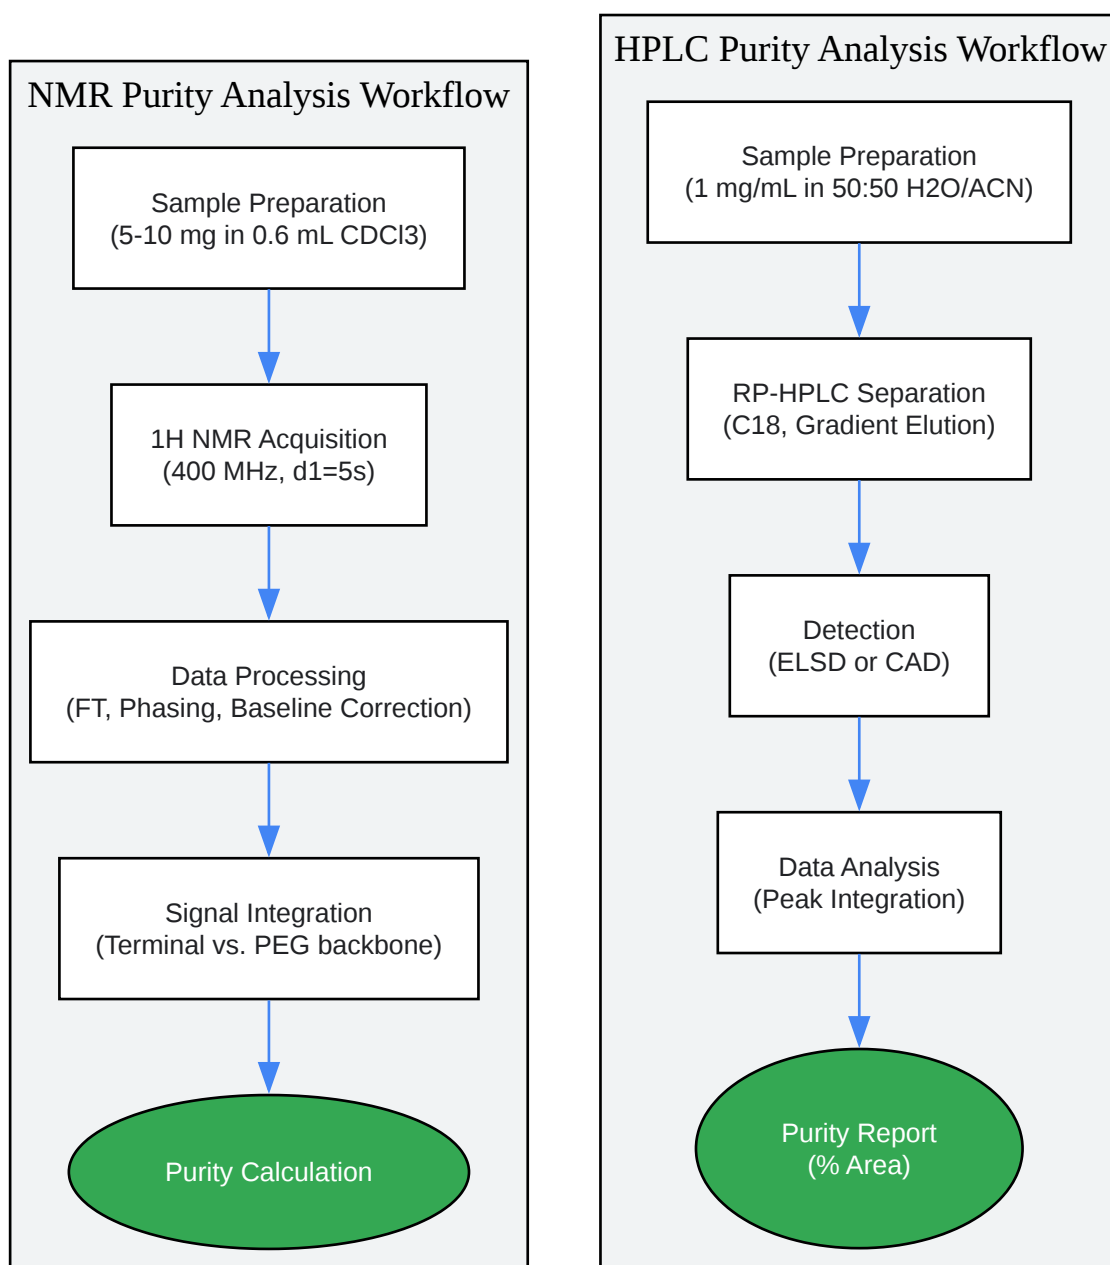 NMR Purity Analysis Workflow
Sample Preparation
(5-10 mg in 0.6 mL CDCl3)
1H NMR Acquisition
(400 MHz, d1=5s)
Data Processing
(FT, Phasing, Baseline Correction)
Signal Integration
(Terminal vs. PEG backbone)
Purity Calculation
HPLC Purity Analysis Workflow
Sample Preparation
(1 mg/mL in 50:50 H2O/ACN)
RP-HPLC Separation
(C18, Gradient Elution)
Detection
(ELSD or CAD)
Data Analysis
(Peak Integration)
Purity Report
(% Area)